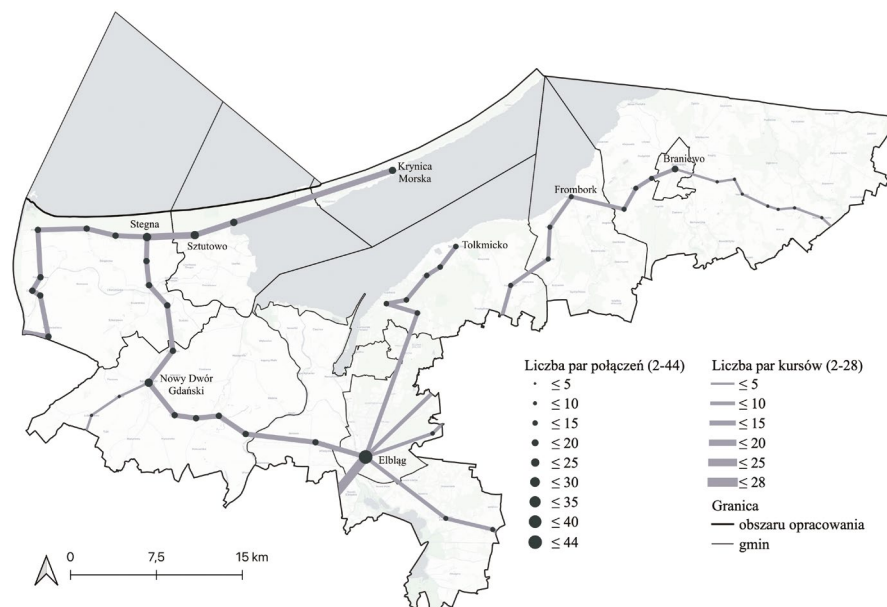 Krynica
Morska
Braniewo
Frombork
Stegna
Sztutowo
Tolkmicko
Nowy Dwór
Gdański
Elbląg
Liczba par połączeń (2-44)
≤ 5
≤ 10
≤ 15
≤ 20
≤ 25
≤ 30
≤ 35
≤ 40
≤ 44
Liczba par kursów (2-28)
≤ 5
≤ 10
≤ 15
≤ 20
≤ 25
≤ 28
Granica
obszaru opracowania
gmin
0 7,5 15 km